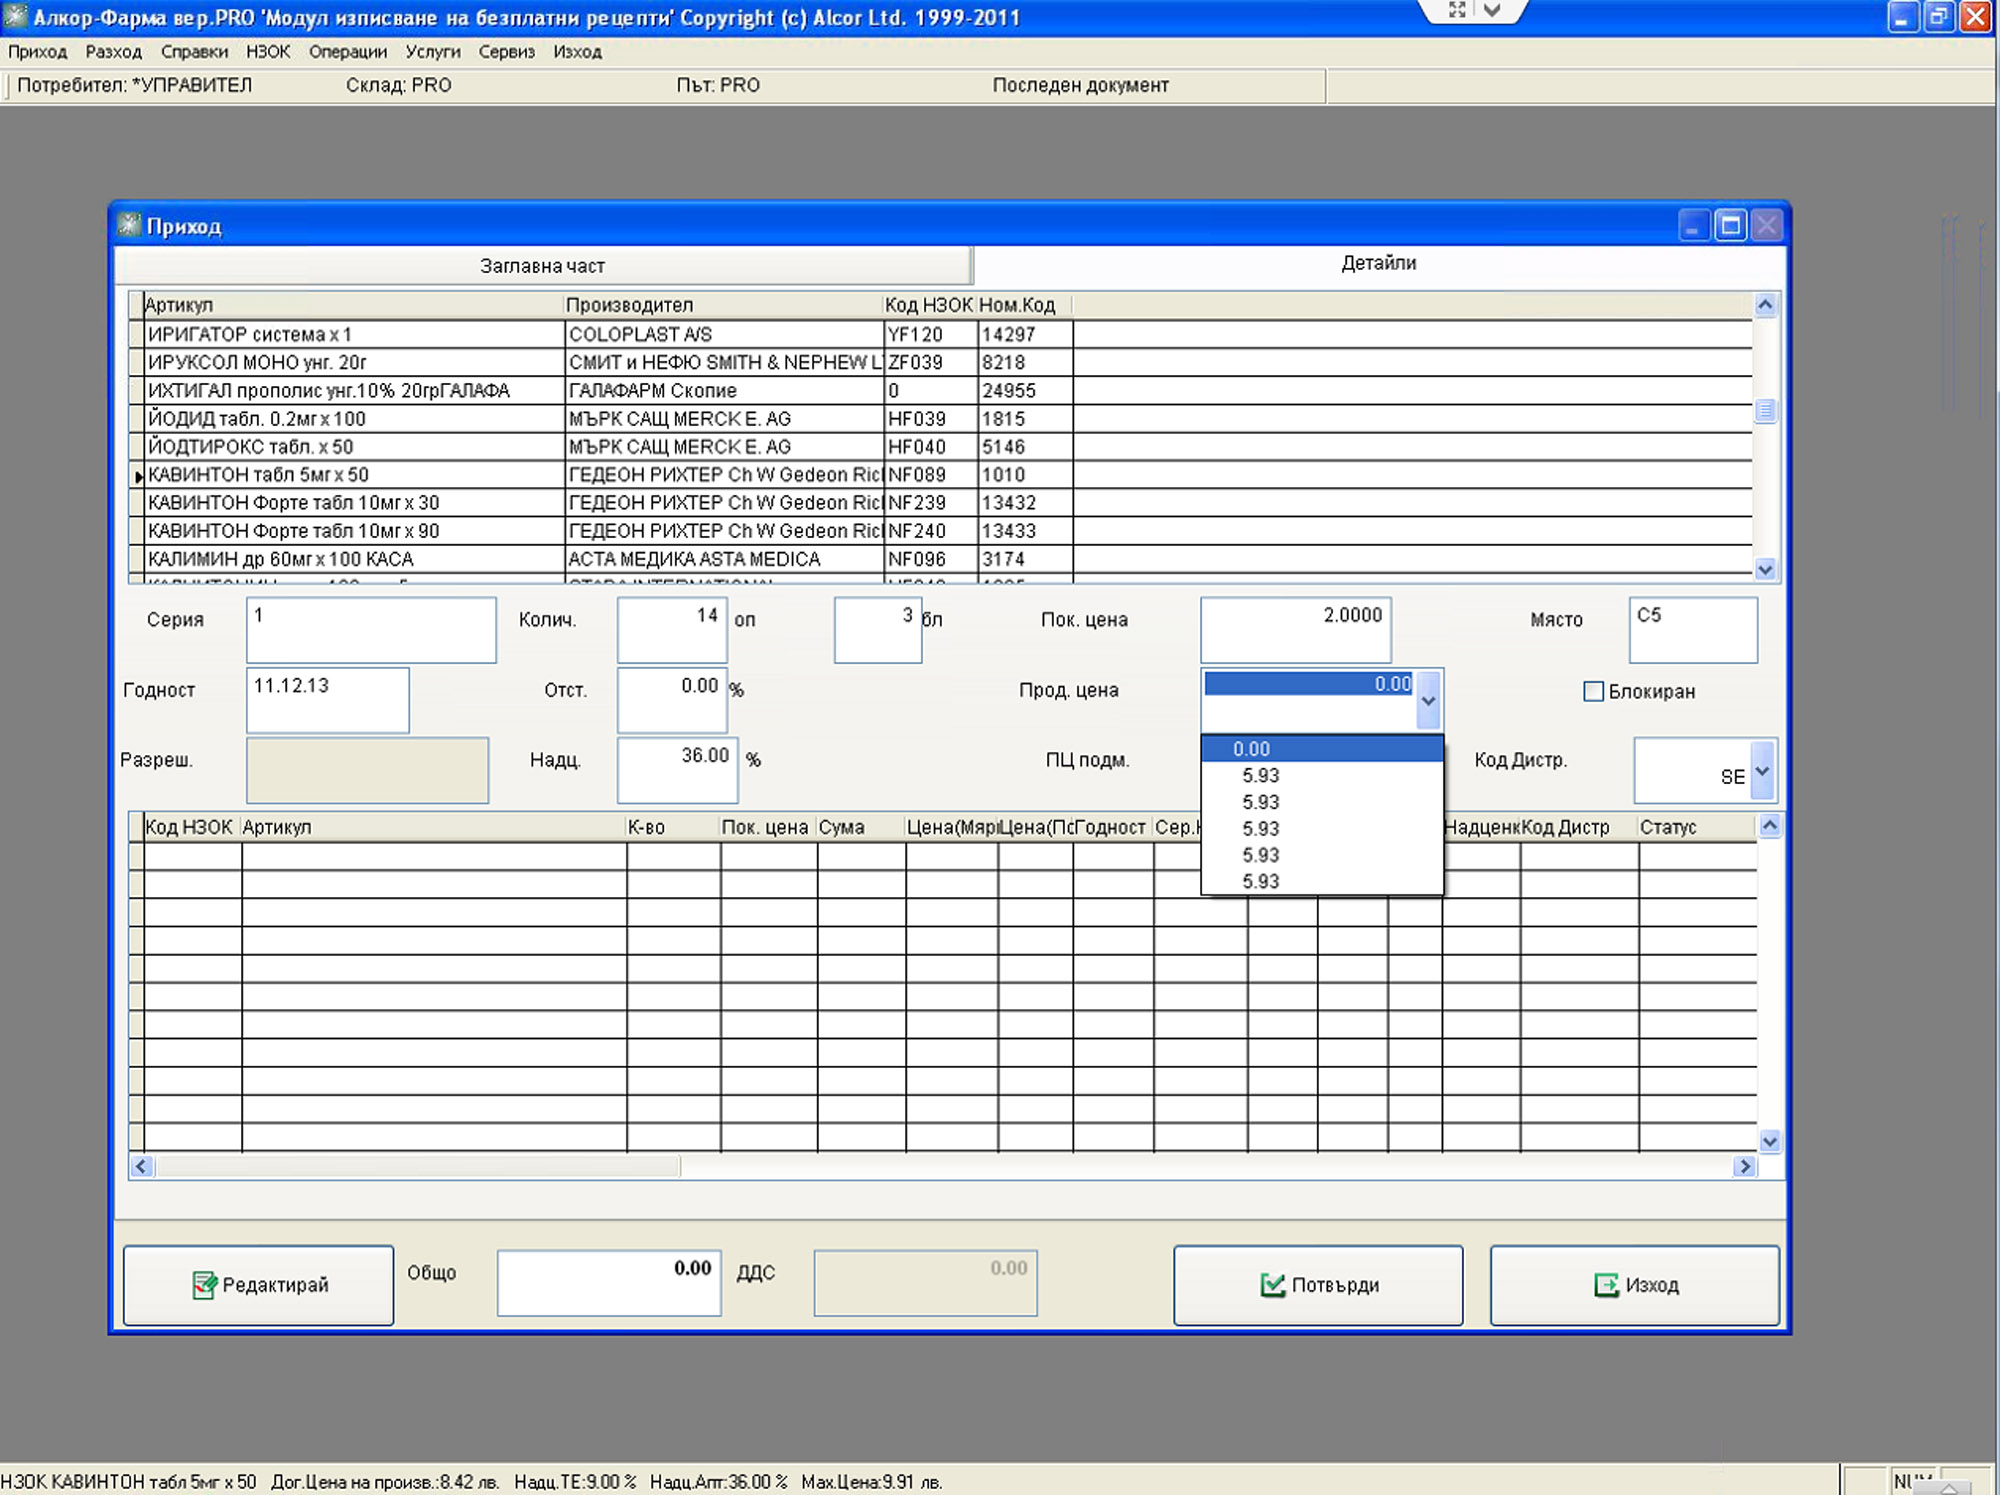 Алкор-Фарма вер.PRO 'Модул изписване на безплатни рецепти' Copyright (c) Alcor Ltd. 1999-2011
Приход Разход Справки НЗОК Операции Услуги Сервиз Изход
Потребител: *УПРАВИТЕЛ Склад: PRO Път: PRO Последен документ
Приход
Заглавна част Детайли
Артикул Производител Код НЗОК Ном.Код
ИРИГАТОР система х 1 COLOPLAST A/S YF120 14297
ИРУКСОЛ МОНО унг. 20г СМИТ и НЕФЮ SMITH & NEPHEW L ZF039 8218
ИХТИГАЛ прополис унг.10% 20грГАЛАФА ГАЛАФАРМ Скопие 0 24955
ЙОДИД табл. 0.2мг х 100 МЪРК САЩ MERCK E. AG HF039 1815
ЙОДТИРОКС табл. х 50 МЪРК САЩ MERCK E. AG HF040 5146
КАВИНТОН табл 5мг х 50 ГЕДЕОН РИХТЕР Ch W Gedeon Ric NF089 1010
КАВИНТОН Форте табл 10мг х 30 ГЕДЕОН РИХТЕР Ch W Gedeon Ric NF239 13432
КАВИНТОН Форте табл 10мг х 90 ГЕДЕОН РИХТЕР Ch W Gedeon Ric NF240 13433
КАЛИМИН др 60мг х 100 КАСА АСТА МЕДИКА ASTA MEDICA NF096 3174
Серия 1 Колич. 14 оп 3 бл Пок. цена 2.0000 Място C5
Годност 11.12.13 Отст. 0.00 % Прод. цена 0.00 Блокиран
Разреш. Надц. 36.00 % ПЦ подм. Код Дистр. SE
0.00
5.93
5.93
5.93
5.93
5.93
Код НЗОК Артикул К-во Пок. цена Сума Цена(Мяр Цена(По Годност Сер. Надценк Код Дистр Статус
Редактирай Общо 0.00 ДДС 0.00 Потвърди Изход
НЗОК КАВИНТОН табл 5мг х 50 Дог.Цена на произв.:8.42 лв. Надц.ТЕ:9.00 % Надц.Апт:36.00 % Мах.Цена:9.91 лв.